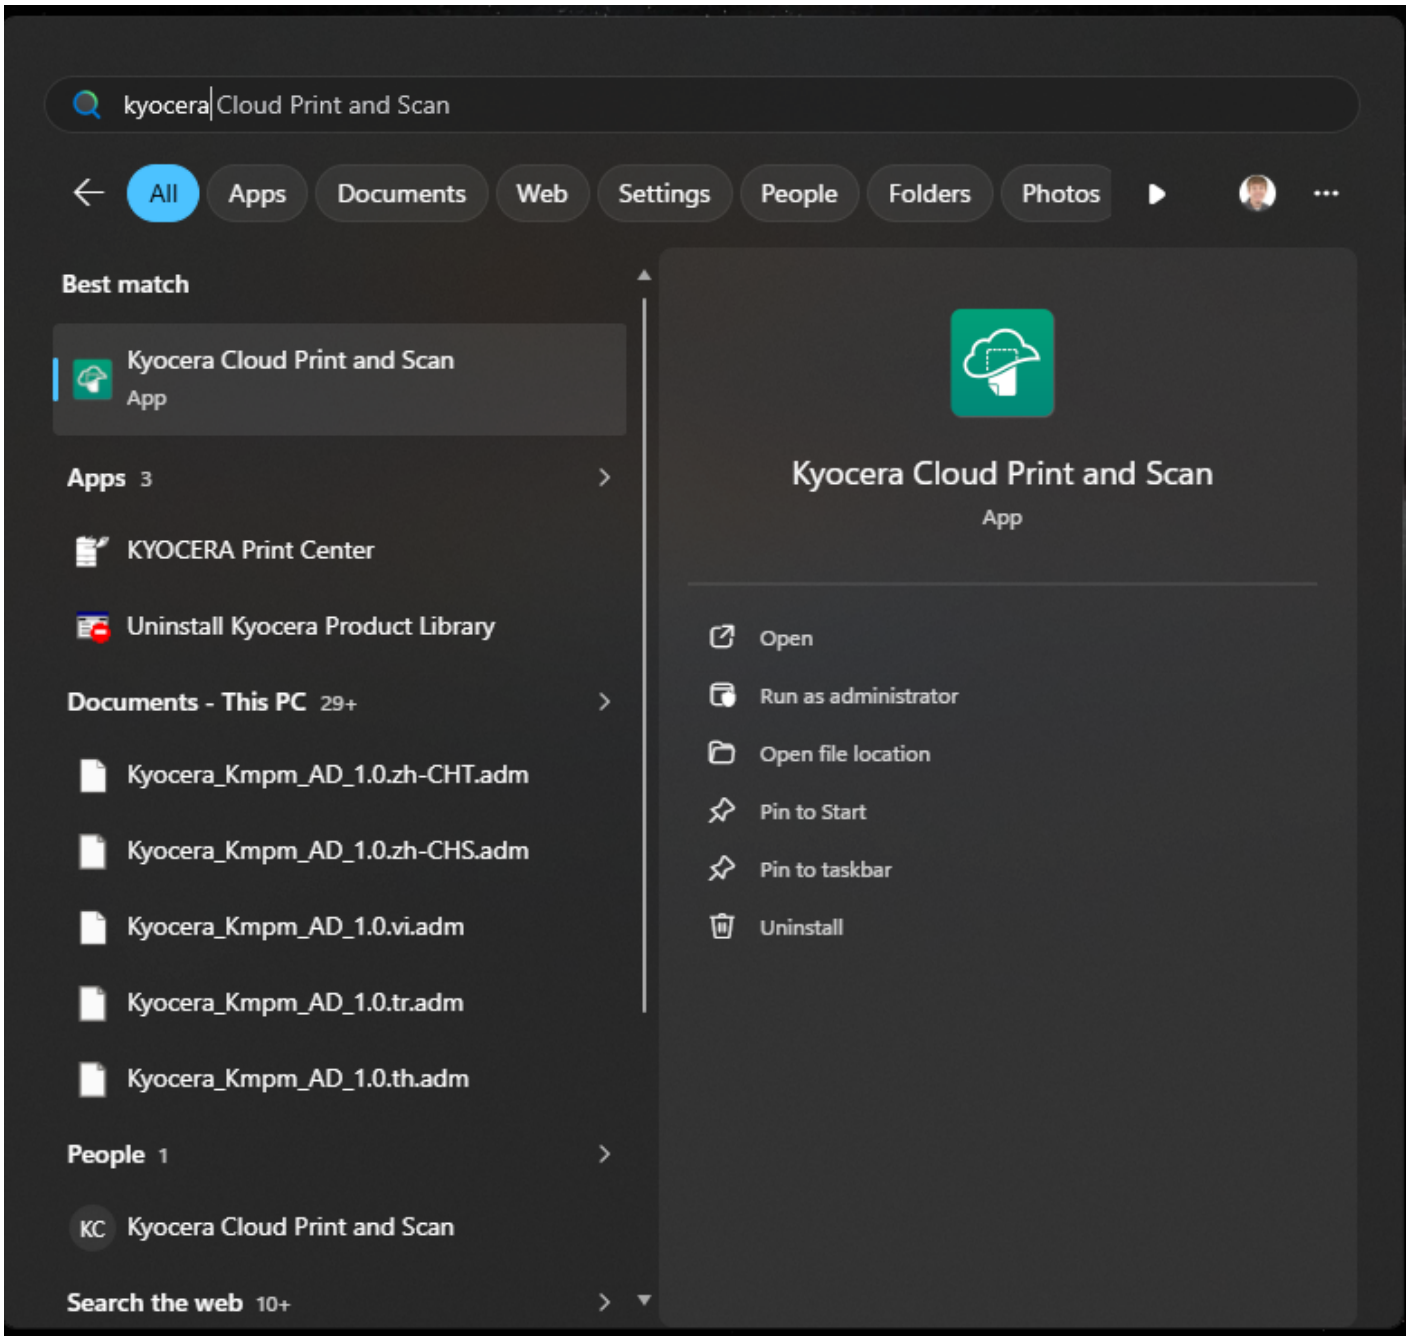 kyocera Cloud Print and Scan
All Apps Documents Web Settings People Folders Photos
Best match
Kyocera Cloud Print and Scan
App
Apps 3
KYOCERA Print Center
Uninstall Kyocera Product Library
Documents - This PC 29+
Kyocera_Kmpm_AD_1.0.zh-CHT.adm
Kyocera_Kmpm_AD_1.0.zh-CHS.adm
Kyocera_Kmpm_AD_1.0.vi.adm
Kyocera_Kmpm_AD_1.0.tr.adm
Kyocera_Kmpm_AD_1.0.th.adm
People 1
KC Kyocera Cloud Print and Scan
Search the web 10+
Kyocera Cloud Print and Scan
App
Open
Run as administrator
Open file location
Pin to Start
Pin to taskbar
Uninstall